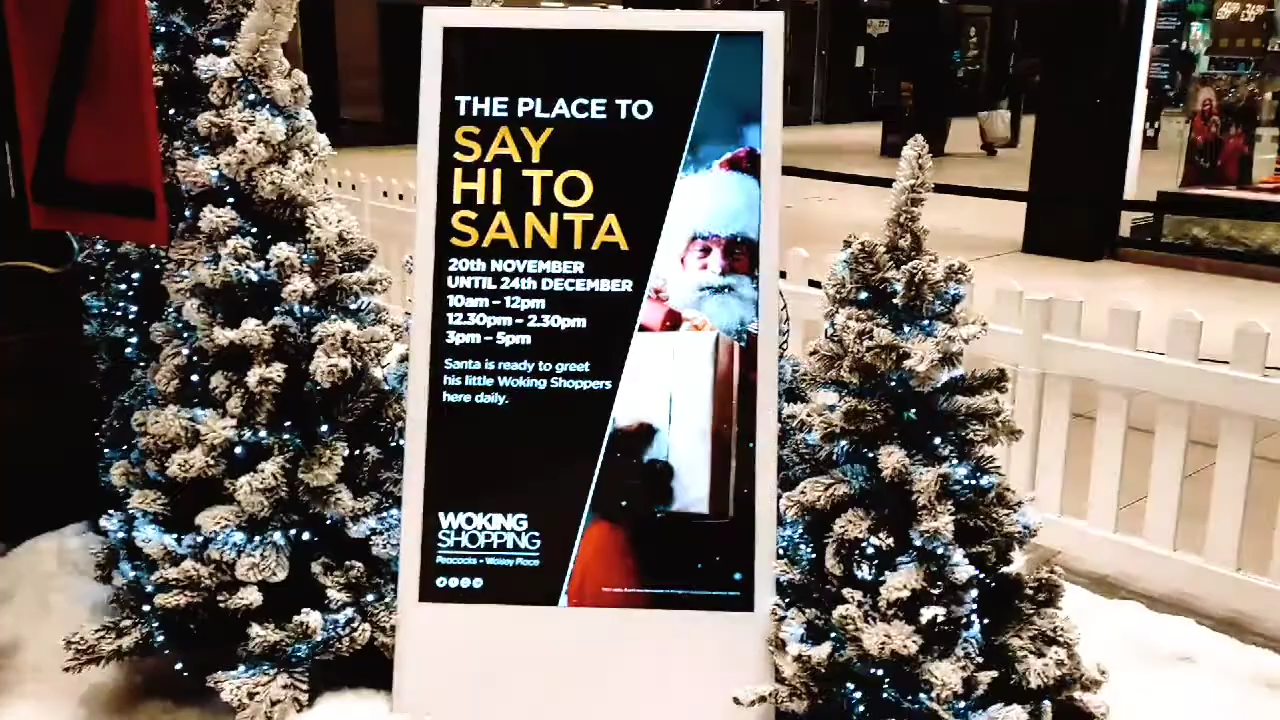 THE PLACE TO
SAY
HI TO
SANTA
20th NOVEMBER
UNTIL 24th DECEMBER
10am – 12pm
12.30pm – 2.30pm
3pm – 5pm
Santa is ready to greet
his little Woking Shoppers
here daily.
WOKING
SHOPPING
Peacocks • Wolsey Place